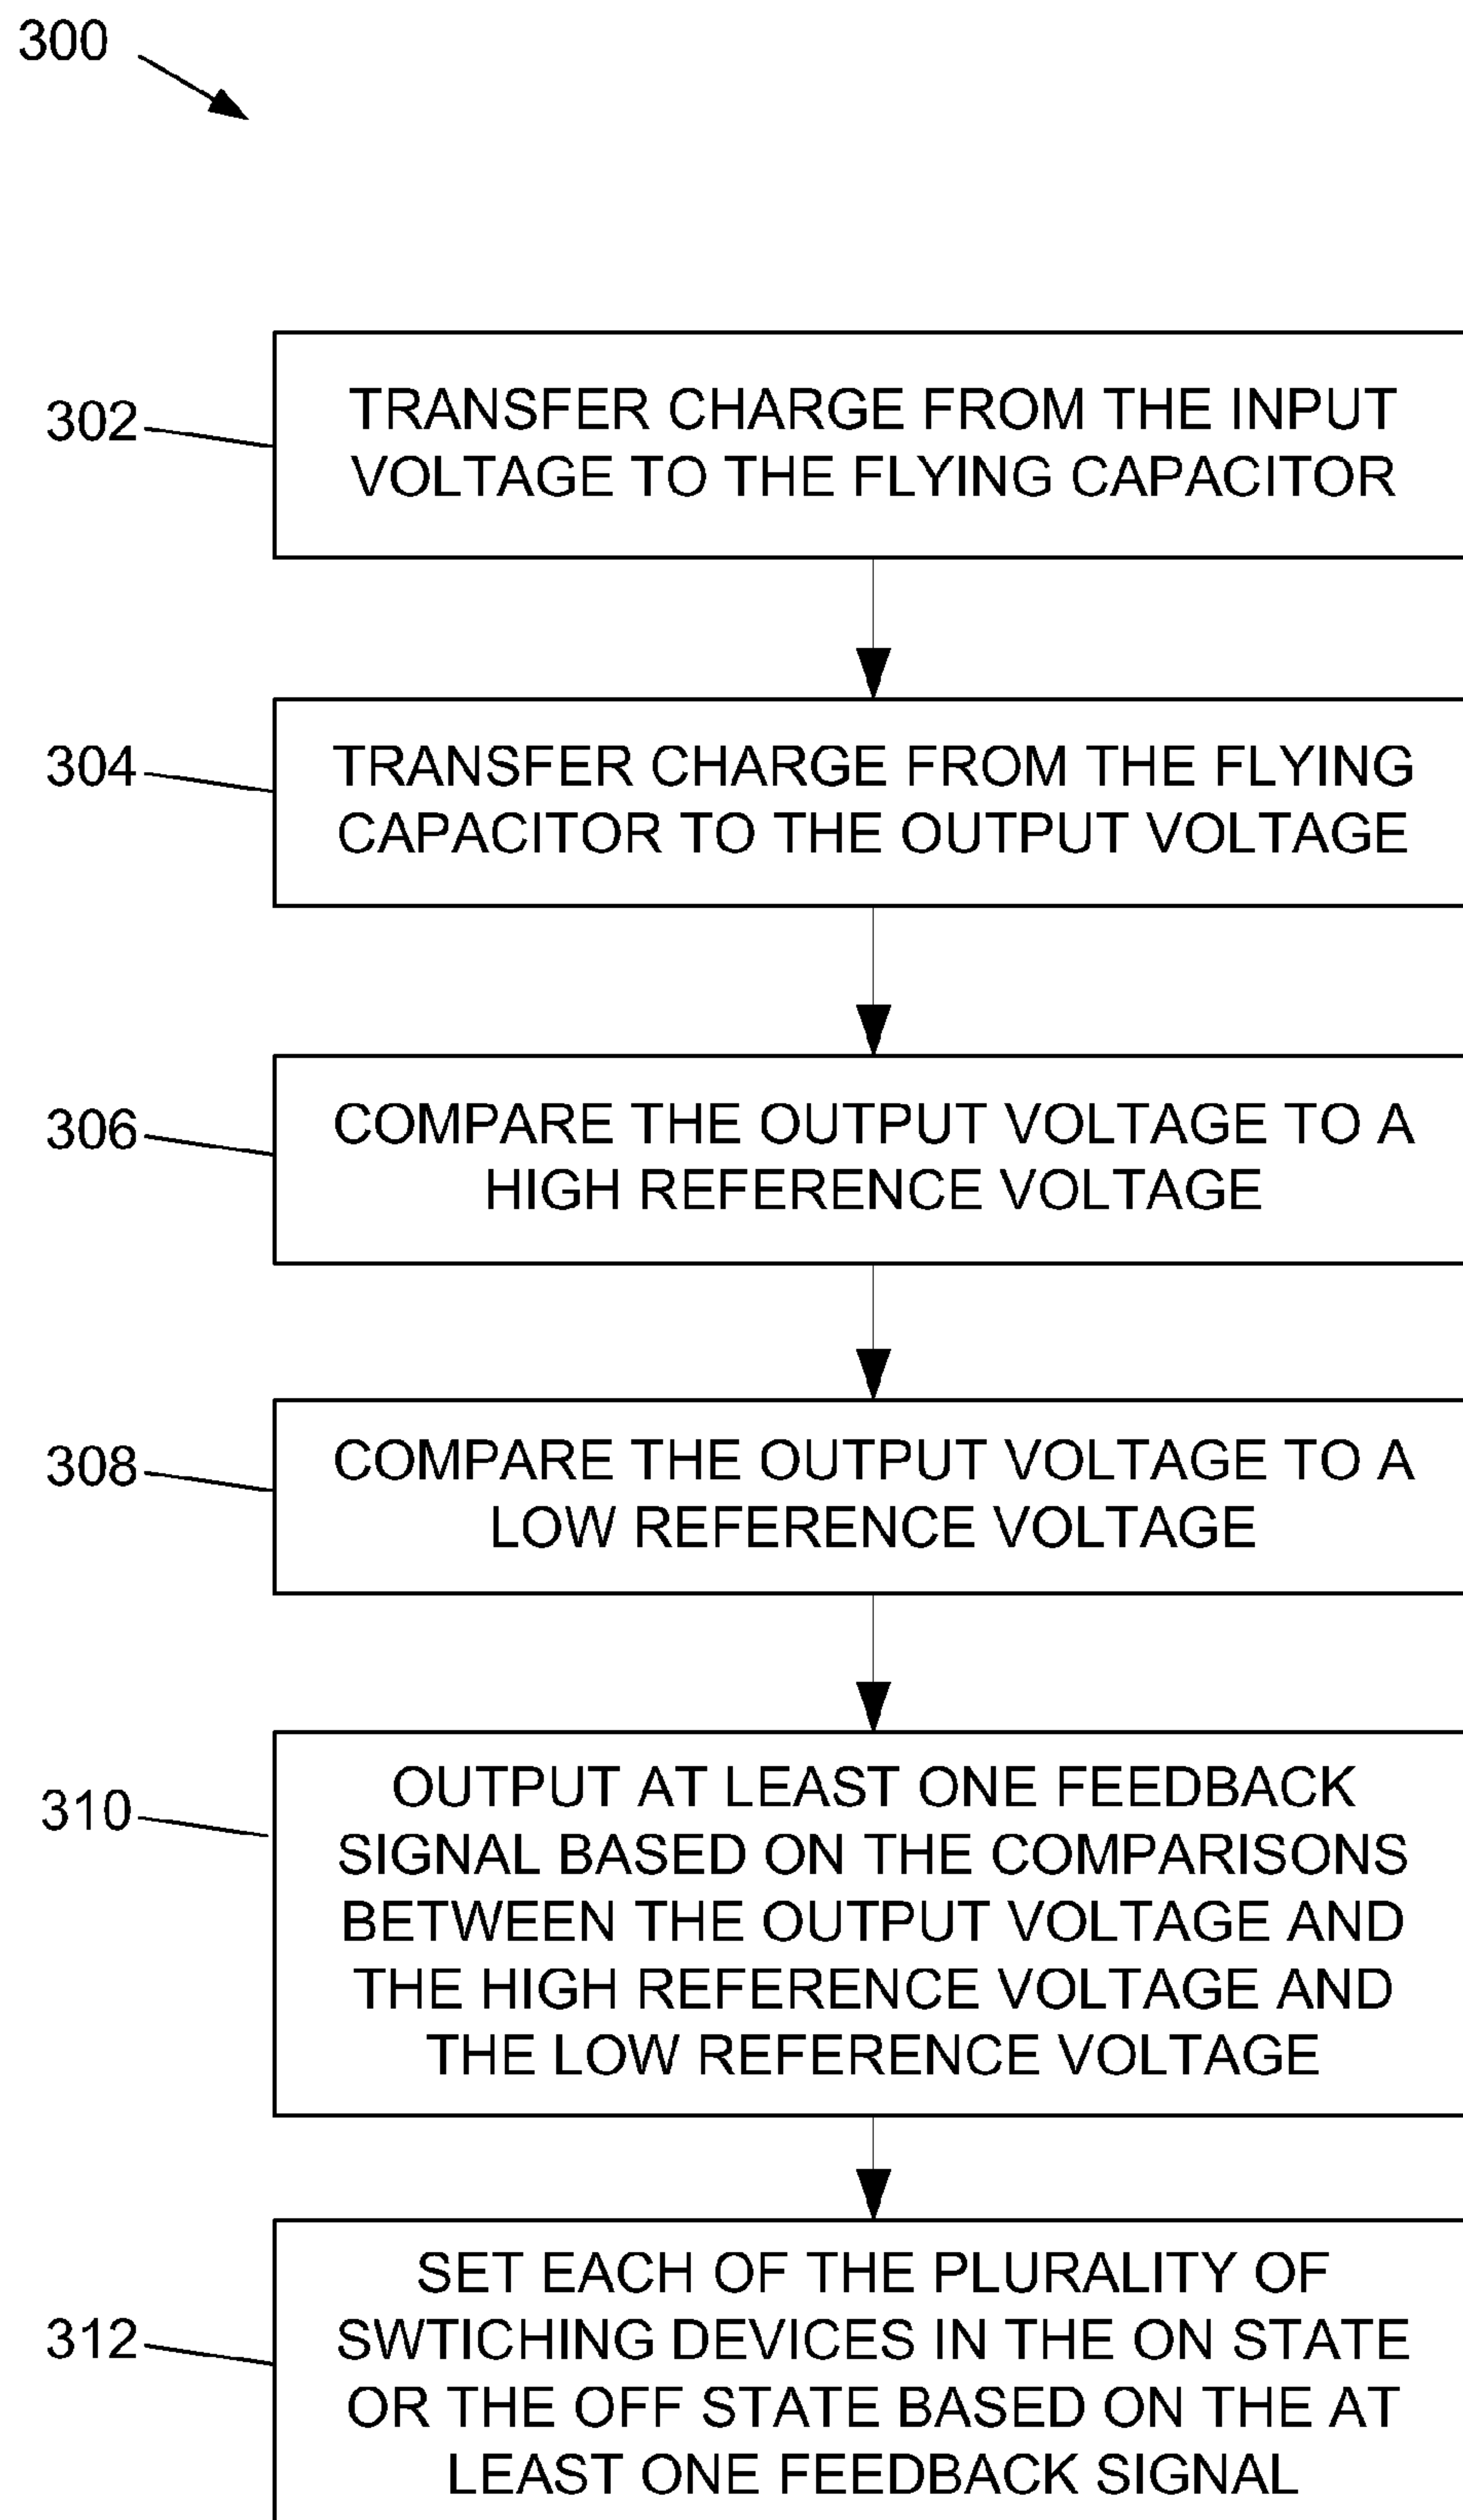 300
302
TRANSFER CHARGE FROM THE INPUT
VOLTAGE TO THE FLYING CAPACITOR
304
TRANSFER CHARGE FROM THE FLYING
CAPACITOR TO THE OUTPUT VOLTAGE
306
COMPARE THE OUTPUT VOLTAGE TO A
HIGH REFERENCE VOLTAGE
308
COMPARE THE OUTPUT VOLTAGE TO A
LOW REFERENCE VOLTAGE
310
OUTPUT AT LEAST ONE FEEDBACK
SIGNAL BASED ON THE COMPARISONS
BETWEEN THE OUTPUT VOLTAGE AND
THE HIGH REFERENCE VOLTAGE AND
THE LOW REFERENCE VOLTAGE
312
SET EACH OF THE PLURALITY OF
SWTICHING DEVICES IN THE ON STATE
OR THE OFF STATE BASED ON THE AT
LEAST ONE FEEDBACK SIGNAL